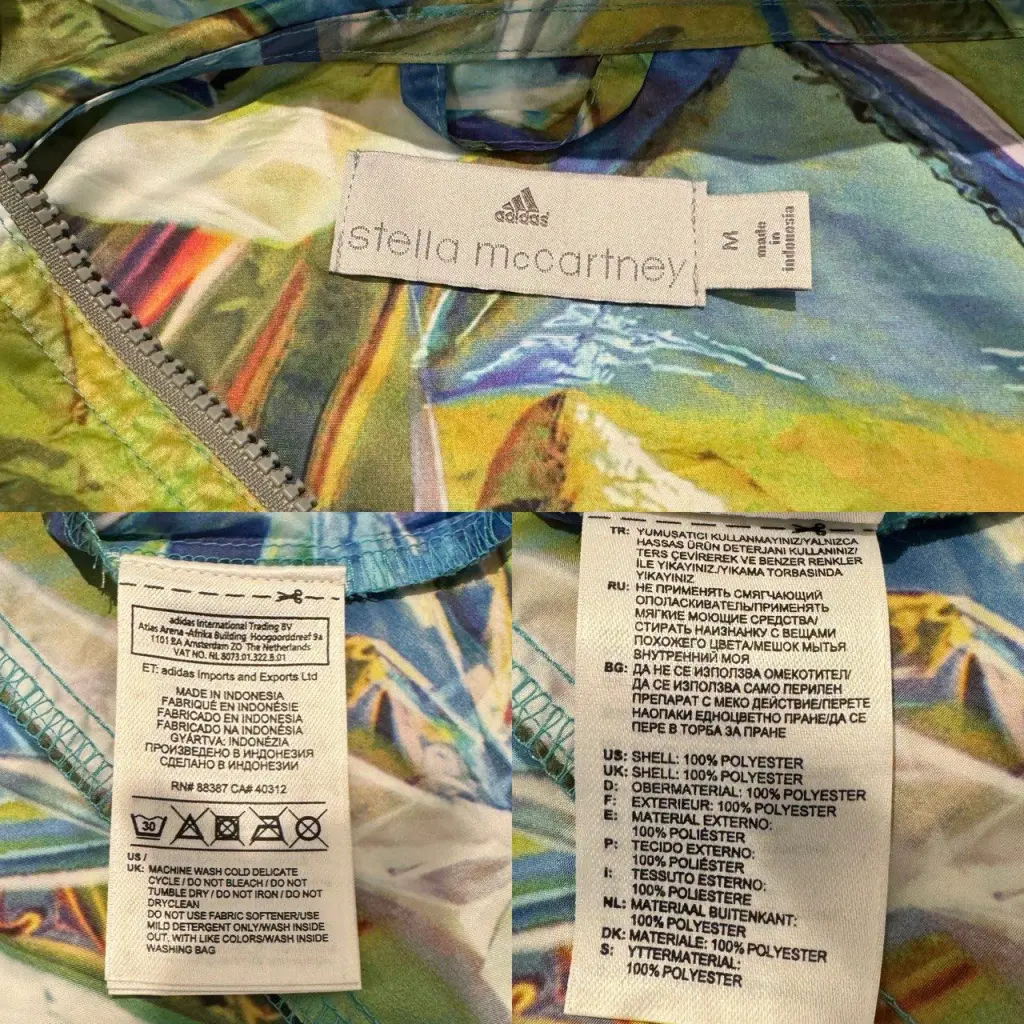 adidas
stella mccartney
M
made
in
indonesia
adidas International Trading BV
Atlas Arena -Afrika Building Hoogoorddreef 9a
1101 BA Amsterdam ZO The Netherlands
VAT NO. NL 8073.01.322.B.01
ET: adidas Imports and Exports Ltd
MADE IN INDONESIA
FABRIQUÉ EN INDONÉSIE
FABRICADO EN INDONESIA
FABRICADO NA INDONÉSIA
GYÁRTVA: INDONÉZIA
ПРОИЗВЕДЕНО В ИНДОНЕЗИИ
СДЕЛАНО В ИНДОНЕЗИИ
RN# 88387 CA# 40312
30
US /
UK: MACHINE WASH COLD DELICATE
CYCLE / DO NOT BLEACH / DO NOT
TUMBLE DRY / DO NOT IRON / DO NOT
DRYCLEAN
DO NOT USE FABRIC SOFTENER/USE
MILD DETERGENT ONLY/WASH INSIDE
OUT, WITH LIKE COLORS/WASH INSIDE
WASHING BAG
TR: YUMUŞATICI KULLANMAYINIZ/YALNIZCA
HASSAS ÜRÜN DETERJANI KULLANINIZ/
TERS ÇEVİREREK VE BENZER RENKLER
İLE YIKAYINIZ./YIKAMA TORBASINDA
YIKAYINIZ
RU: НЕ ПРИМЕНЯТЬ СМЯГЧАЮЩИЙ
ОПОЛАСКИВАТЕЛЬ/ПРИМЕНЯТЬ
МЯГКИЕ МОЮЩИЕ СРЕДСТВА/
СТИРАТЬ НАИЗНАНКУ С ВЕЩАМИ
ПОХОЖЕГО ЦВЕТА/МЕШОК МЫТЬЯ
ВНУТРЕННИЙ МОЯ
BG: ДА НЕ СЕ ИЗПОЛЗВА ОМЕКОТИТЕЛ/
ДА СЕ ИЗПОЛЗВА САМО ПЕРИЛЕН
ПРЕПАРАТ С МЕКО ДЕЙСТВИЕ/ПЕРЕТЕ
НАОПАКИ ЕДНОЦВЕТНО ПРАНЕ/ДА СЕ
ПЕРЕ В ТОРБА ЗА ПРАНЕ
US: SHELL: 100% POLYESTER
UK: SHELL: 100% POLYESTER
D: OBERMATERIAL: 100% POLYESTER
F: EXTERIEUR: 100% POLYESTER
E: MATERIAL EXTERNO:
100% POLIÉSTER
P: TECIDO EXTERNO:
100% POLIÉSTER
I: TESSUTO ESTERNO:
100% POLIESTERE
NL: MATERIAAL BUITENKANT:
100% POLYESTER
DK: MATERIALE: 100% POLYESTER
S: YTTERMATERIAL:
100% POLYESTER